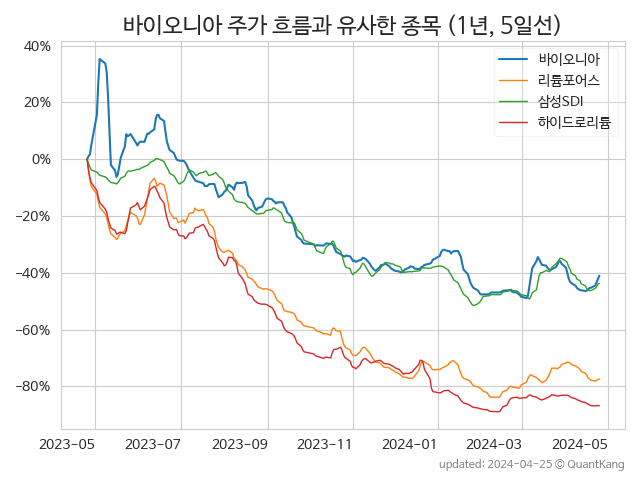 바이오니아 주가 흐름과 유사한 종목 (1년, 5일선)
바이오니아
리튬포어스
삼성SDI
하이드로리튬
40%
20%
0%
−20%
−40%
−60%
−80%
2023−05 2023−07 2023−09 2023−11 2024−01 2024−03 2024−05
updated: 2024-04-25 © QuantKang